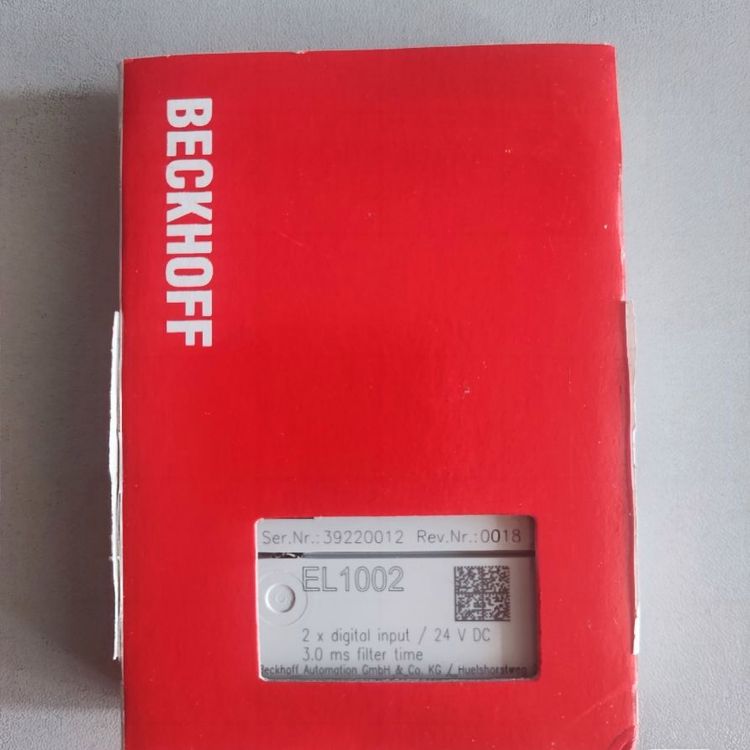 BECKHOFF
Ser.Nr.: 39220012 Rev.Nr.: 0018
EL1002
2 x digital input / 24 V DC
3.0 ms filter time
Beckhoff Automation GmbH & Co. KG / Huelshorstweg